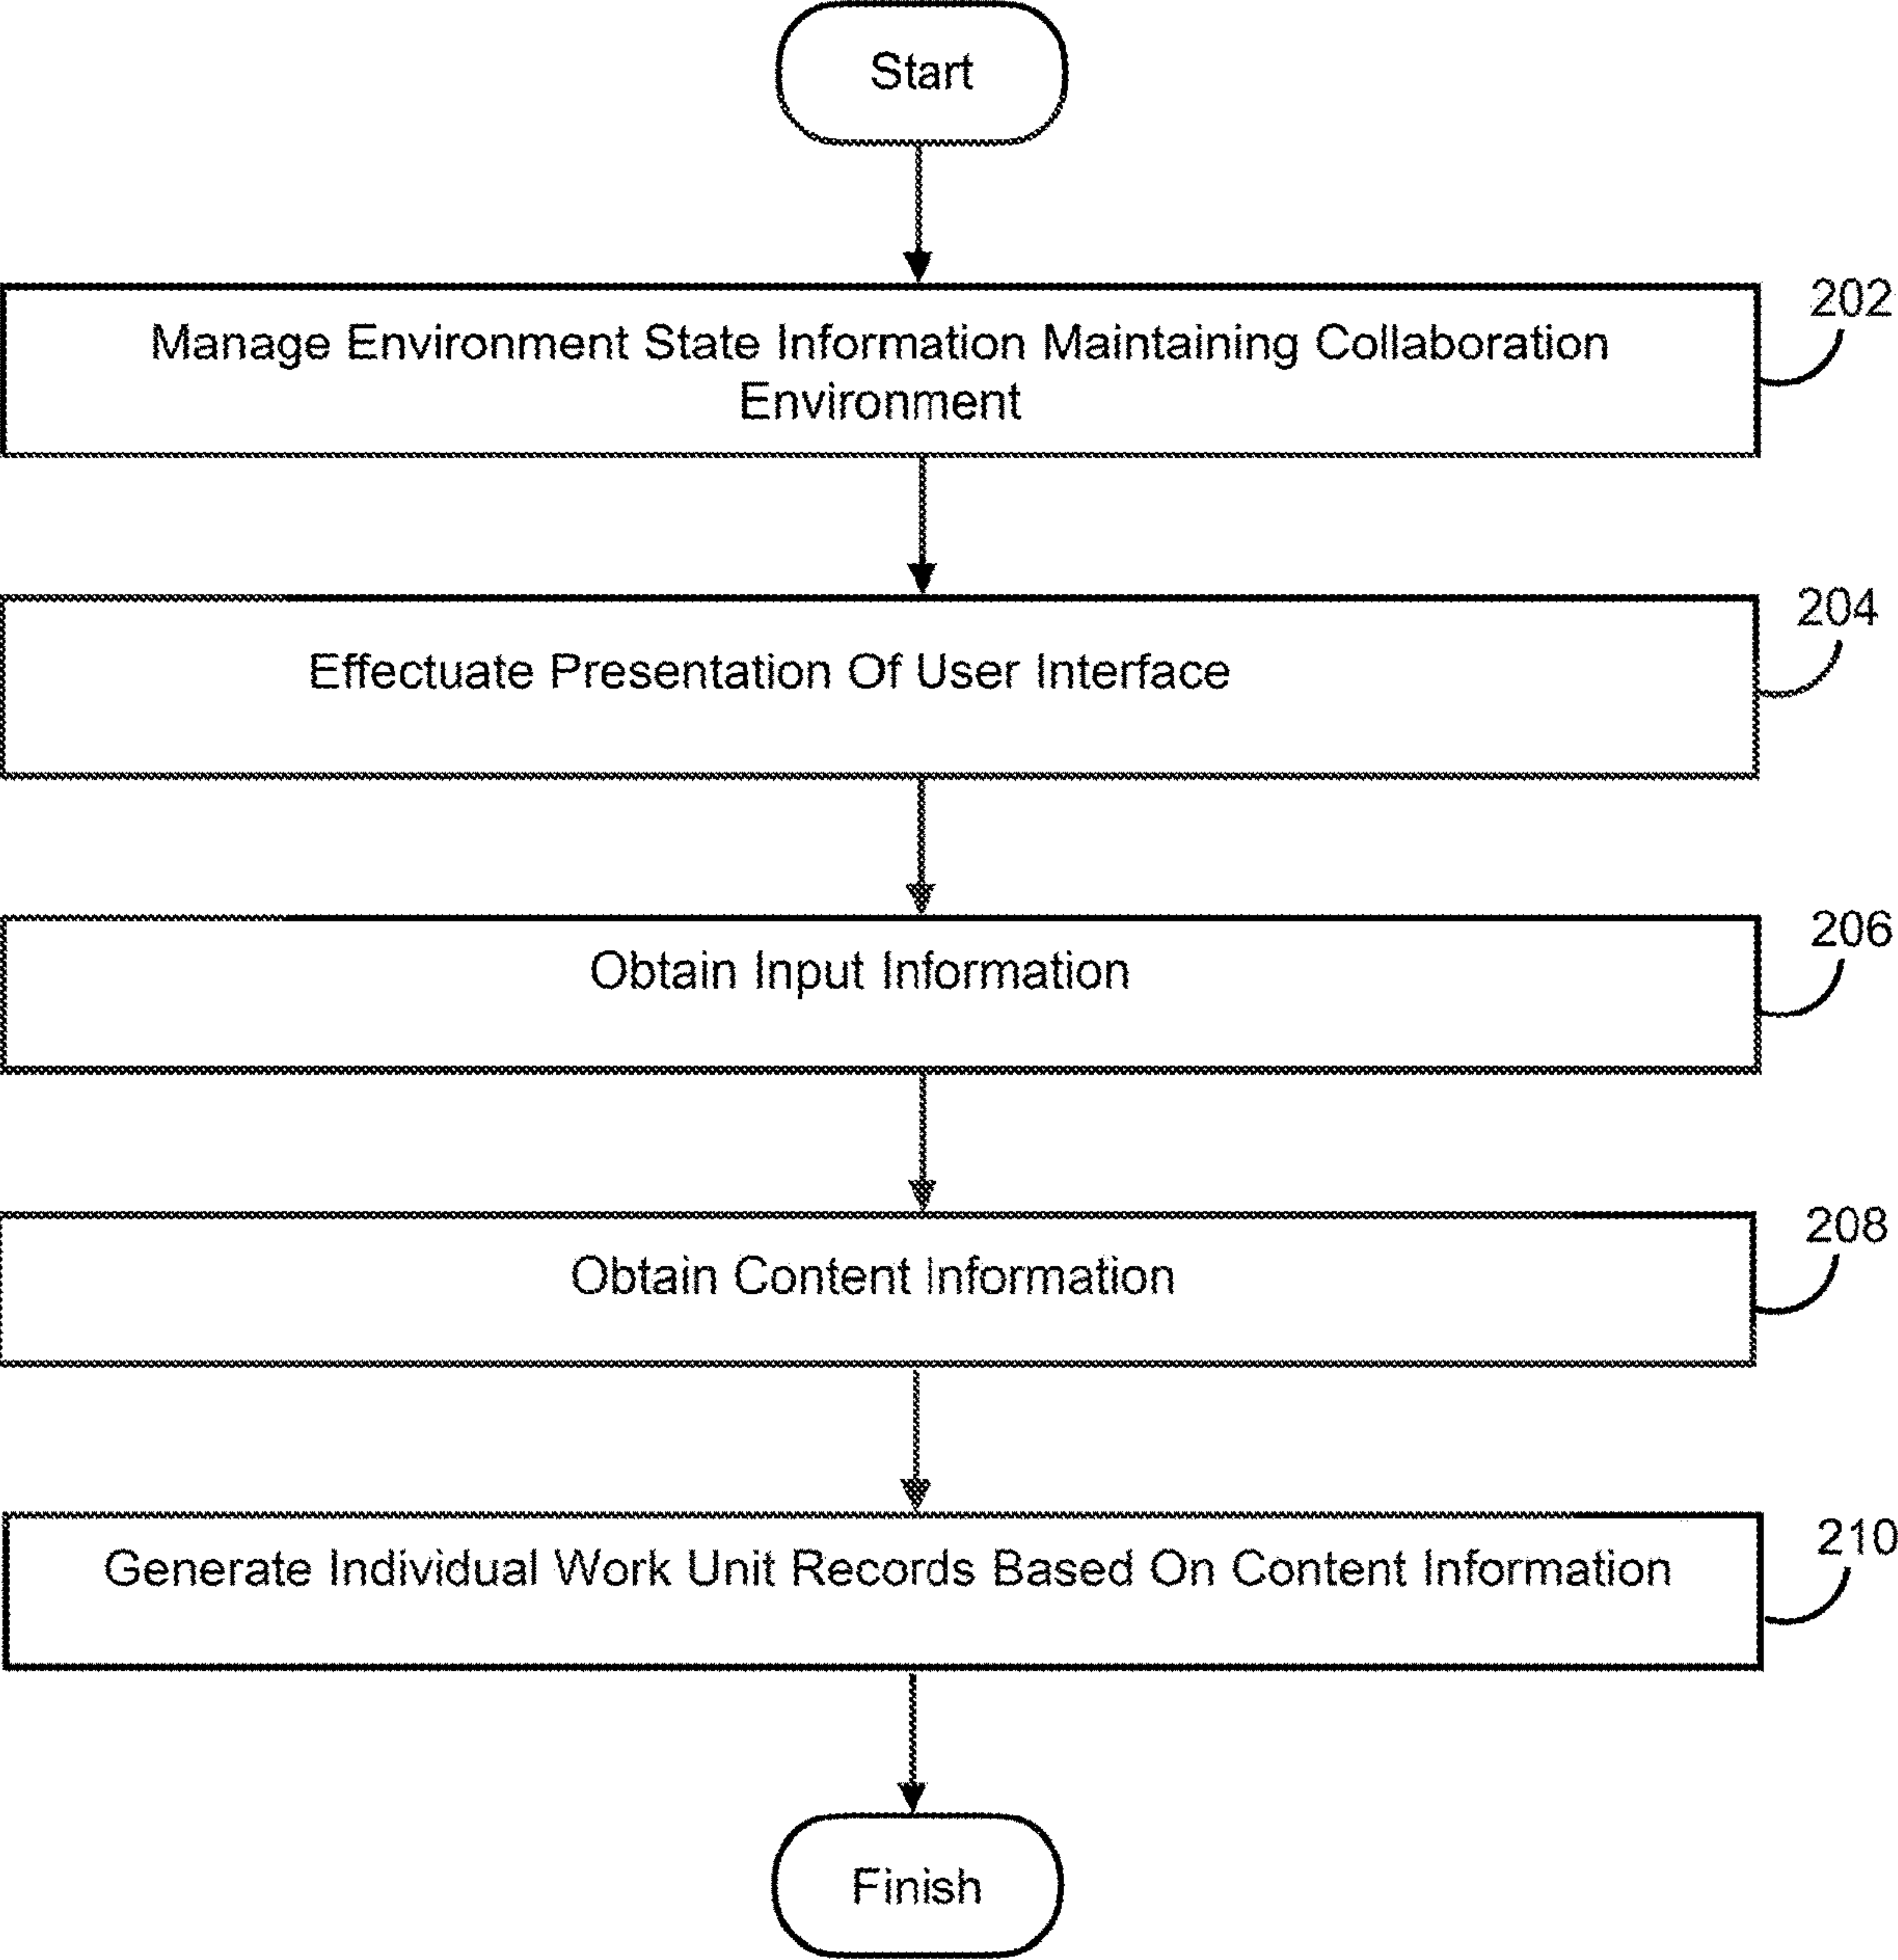 Start
202
Manage Environment State Information Maintaining Collaboration
Environment
204
Effectuate Presentation Of User Interface
206
Obtain Input Information
208
Obtain Content Information
210
Generate Individual Work Unit Records Based On Content Information
Finish